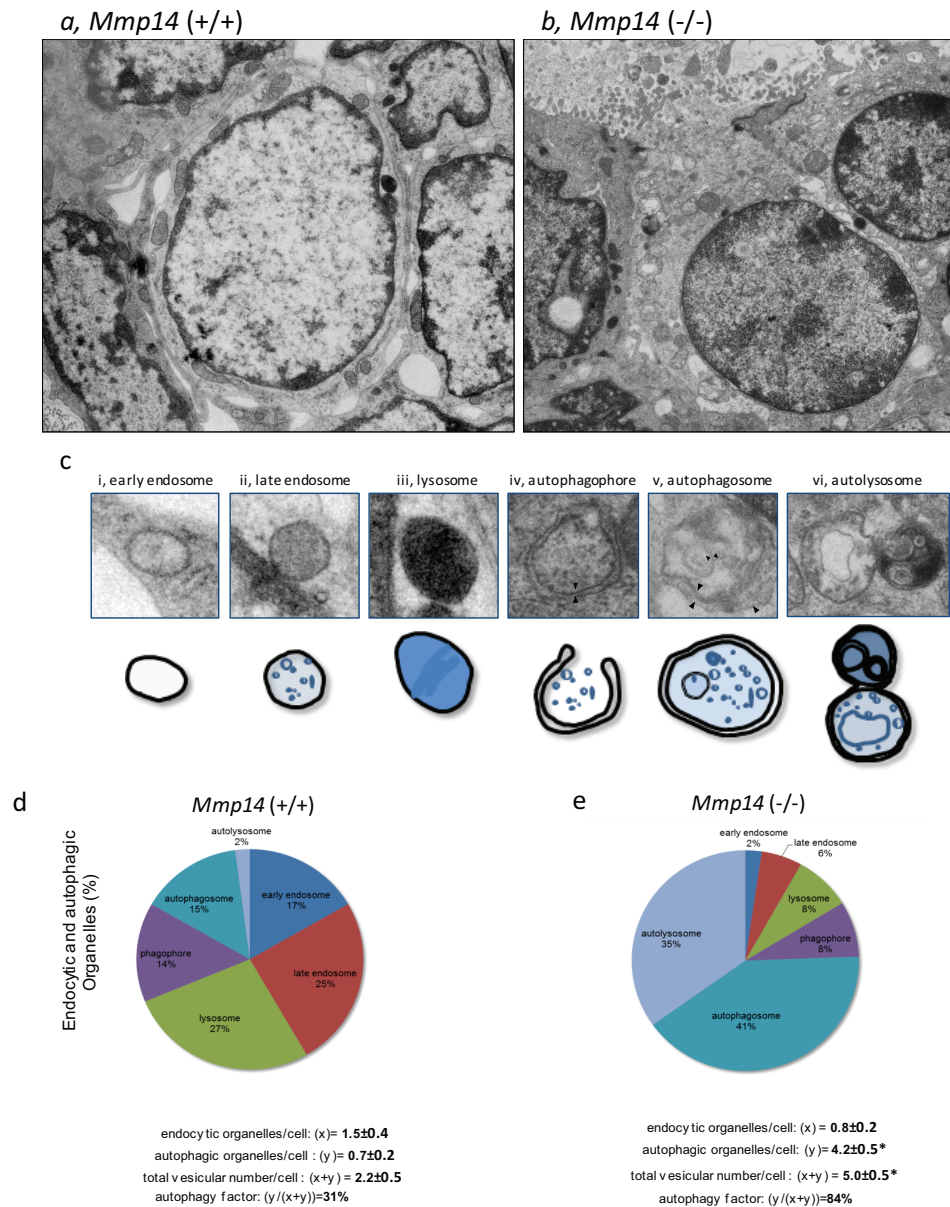 a, Mmp14 (+/+)
b, Mmp14 (-/-)
c
i, early endosome
ii, late endosome
iii, lysosome
iv, autophagophore
v, autophagosome
vi, autolysosome
d
Mmp14 (+/+)
Endocytic and autophagic
Organelles (%)
autolysosome
2%
early endosome
17%
autophagosome
15%
phagophore
14%
late endosome
25%
lysosome
27%
endocytic organelles/cell: (x)= 1.5±0.4
autophagic organelles/cell : (y)= 0.7±0.2
total vesicular number/cell : (x+y) = 2.2±0.5
autophagy factor: (y/(x+y))=31%
e
Mmp14 (-/-)
early endosome
2%
late endosome
6%
lysosome
8%
phagophore
8%
autolysosome
35%
autophagosome
41%
endocytic organelles/cell: (x) = 0.8±0.2
autophagic organelles/cell: (y) = 4.2±0.5*
total vesicular number/cell : (x+y) = 5.0±0.5*
autophagy factor: (y/(x+y)=84%